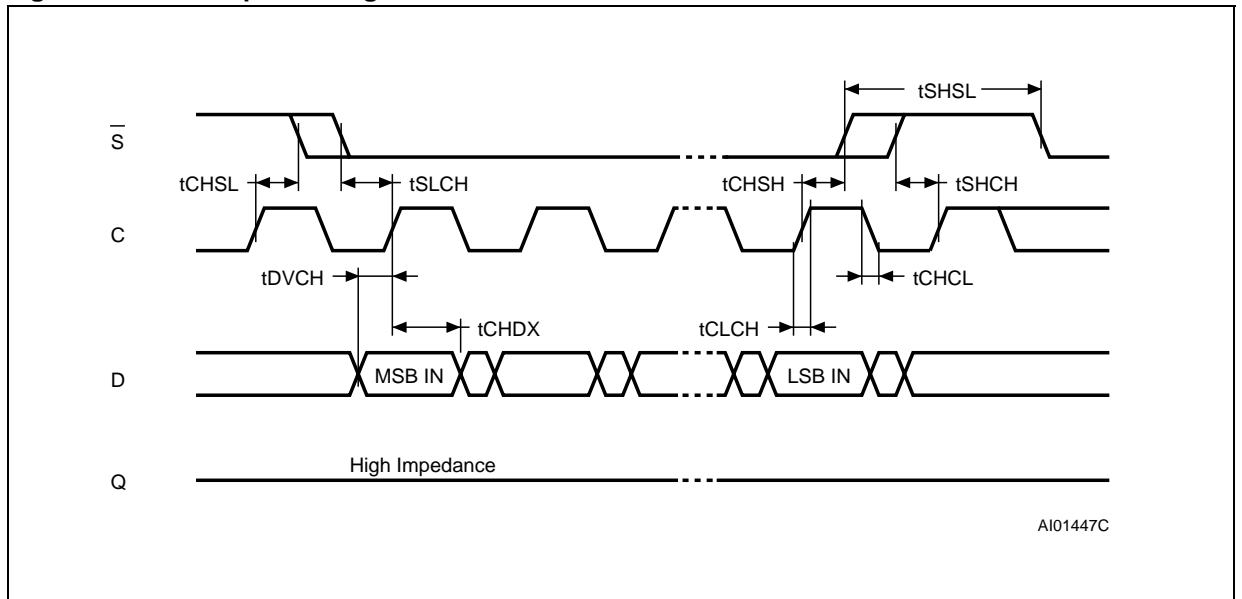 tSHSL
S
tCHSL
tSLCH
tCHSH
tSHCH
C
tDVCH
tCHCL
tCHDX
tCLCH
D
MSB IN
LSB IN
High Impedance
Q
AI01447C